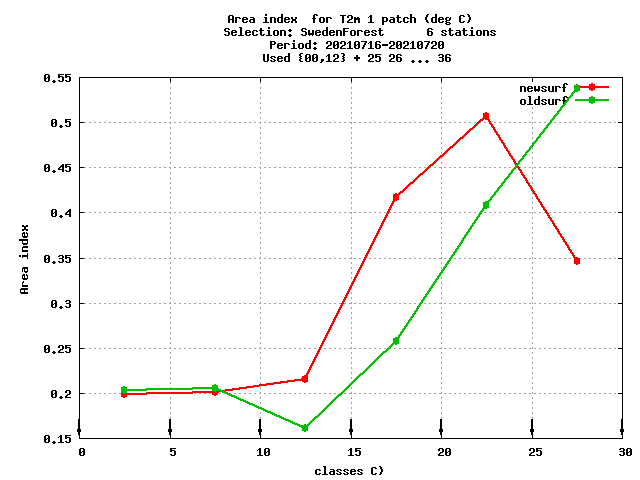 Area index  for T2m 1 patch (deg C)
Selection: SwedenForest      6 stations
Period: 20210716-20210720
Used {00,12} + 25 26 ... 36
newsurf
oldsurf
0.55
0.5
0.45
0.4
0.35
0.3
0.25
0.2
0.15
Area index
0 5 10 15 20 25 30
classes C)